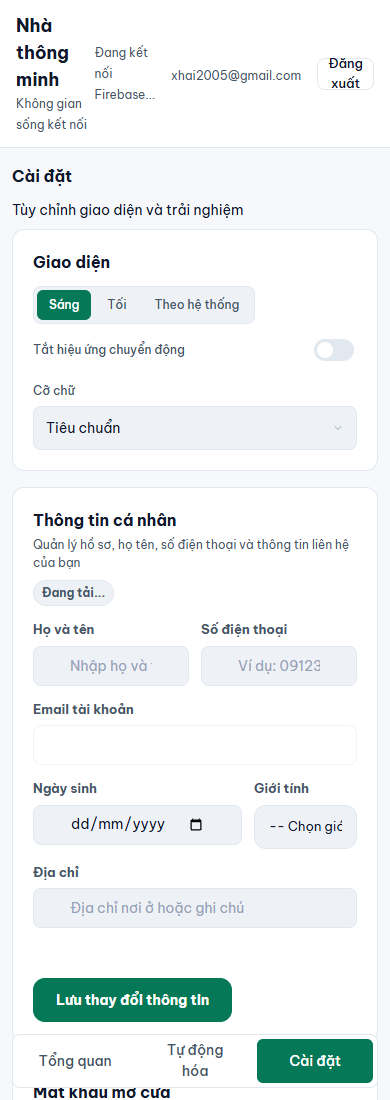 Nhà
thông
minh
Không gian
sống kết nối
Đang kết
nối
Firebase...
xhai2005@gmail.com
Đăng
xuất
Cài đặt
Tùy chỉnh giao diện và trải nghiệm
Giao diện
Sáng
Tối
Theo hệ thống
Tắt hiệu ứng chuyển động
Cỡ chữ
Tiêu chuẩn
Thông tin cá nhân
Quản lý hồ sơ, họ tên, số điện thoại và thông tin liên hệ
của bạn
Đang tải...
Họ và tên
Số điện thoại
Nhập họ và
Ví dụ: 09123
Email tài khoản
Ngày sinh
Giới tính
dd/mm/yyyy
-- Chọn
Địa chỉ
Địa chỉ nơi ở hoặc ghi chú
Lưu thay đổi thông tin
Tổng quan
Tự động
hóa
Cài đặt
Mật khẩu mở cửa